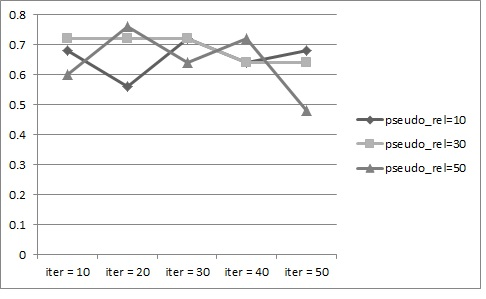 0.8
0.7
0.6
0.5
0.4
0.3
0.2
0.1
0
iter = 10 iter = 20 iter = 30 iter = 40 iter = 50
pseudo_rel=10
pseudo_rel=30
pseudo_rel=50